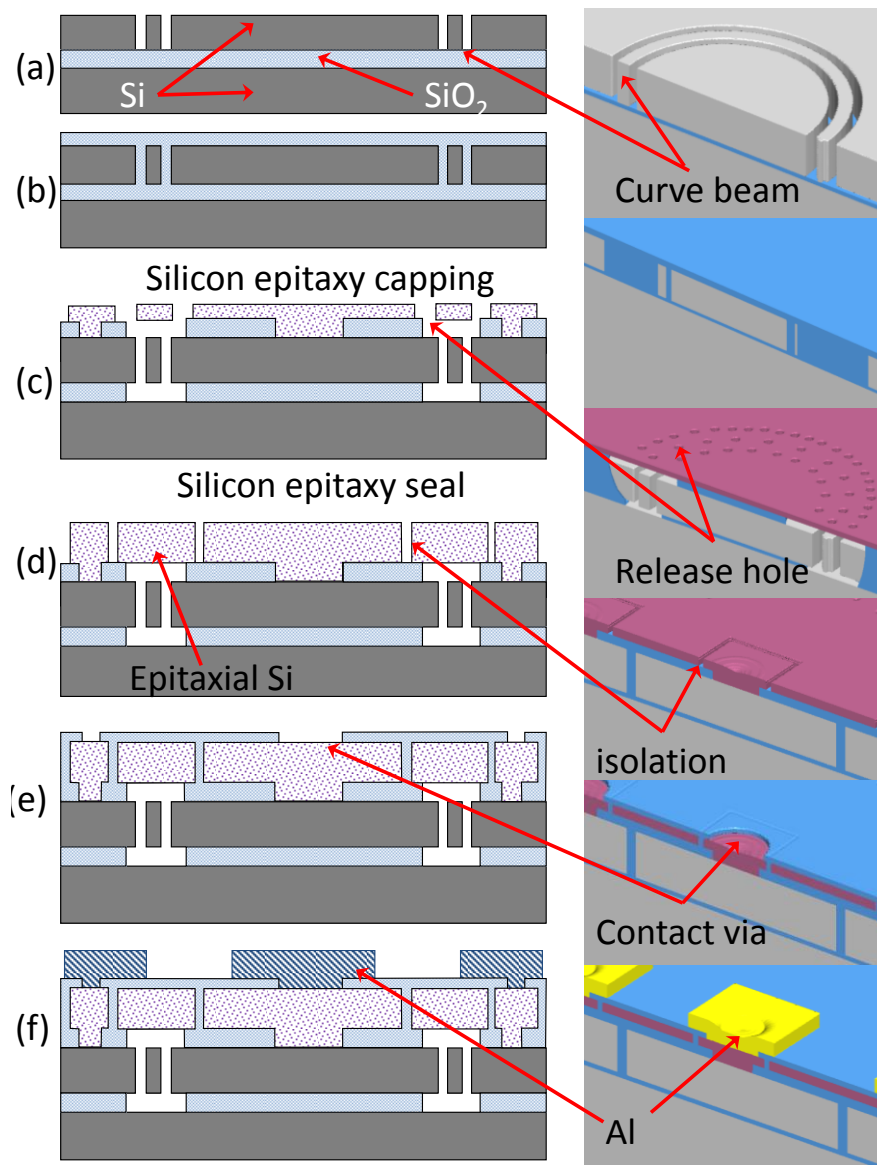 (a)
Si
SiO2
Curve beam
(b)
Silicon epitaxy capping
(c)
Release hole
Silicon epitaxy seal
(d)
Epitaxial Si
isolation
(e)
Contact via
(f)
Al